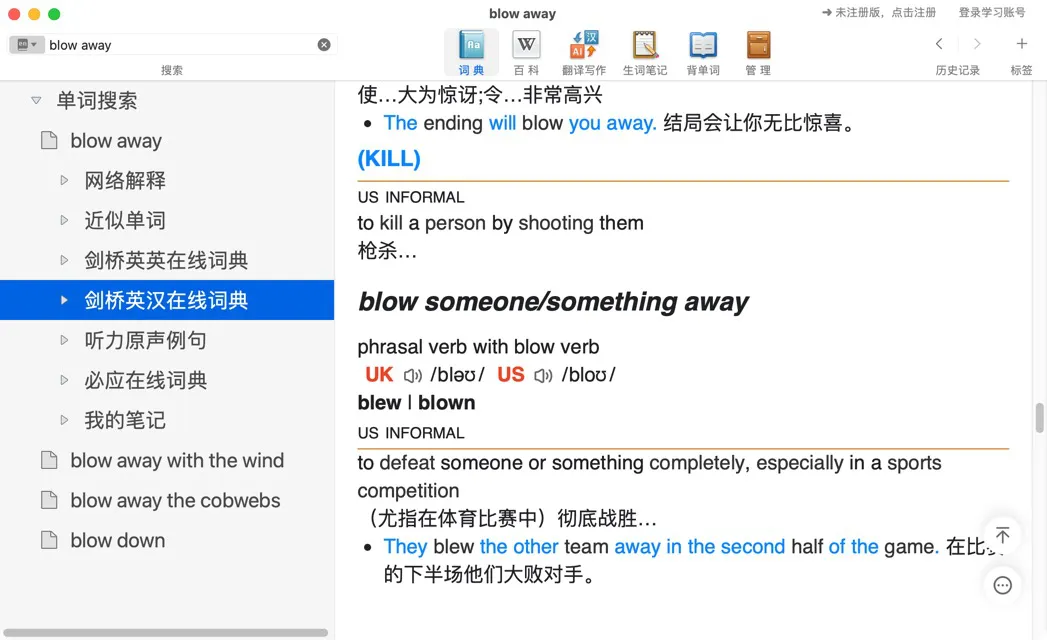 blow away
➔ 未注册版，点击注册
登录学习账号
blow away
搜索
词 典
百 科
翻译写作
生词笔记
背单词
管 理
历史记录
标签
单词搜索
blow away
网络解释
近似单词
剑桥英英在线词典
剑桥英汉在线词典
听力原声例句
必应在线词典
我的笔记
blow away with the wind
blow away the cobwebs
blow down
使…大为惊讶;令…非常高兴
• The ending will blow you away. 结局会让你无比惊喜。
(KILL)
US INFORMAL
to kill a person by shooting them
枪杀…
blow someone/something away
phrasal verb with blow verb
UK /bləʊ/ US /bloʊ/
blew | blown
US INFORMAL
to defeat someone or something completely, especially in a sports
competition
（尤指在体育比赛中）彻底战胜…
• They blew the other team away in the second half of the game. 在比赛
的下半场他们大败对手。